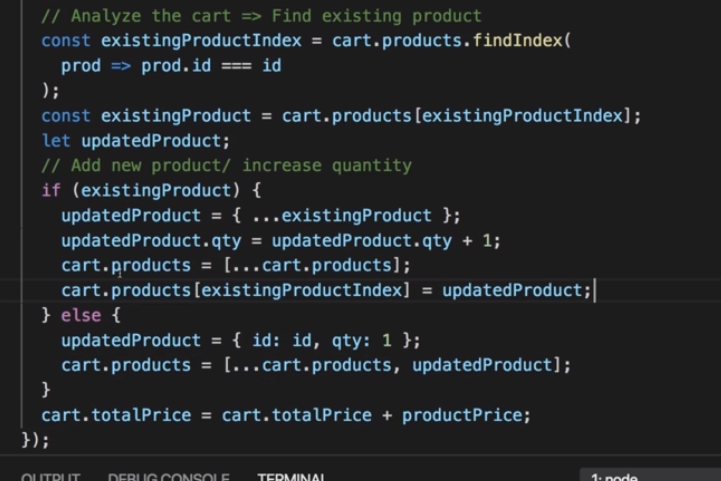 // Analyze the cart => Find existing product
const existingProductIndex = cart.products.findIndex(
prod => prod.id === id
);
const existingProduct = cart.products[existingProductIndex];
let updatedProduct;
// Add new product/ increase quantity
if (existingProduct) {
updatedProduct = { ...existingProduct };
updatedProduct.qty = updatedProduct.qty + 1;
cart.products = [...cart.products];
cart.products[existingProductIndex] = updatedProduct;
} else {
updatedProduct = { id: id, qty: 1 };
cart.products = [...cart.products, updatedProduct];
}
cart.totalPrice = cart.totalPrice + productPrice;
});
OUTPUT DEBUG CONSOLE TERMINAL 1: node